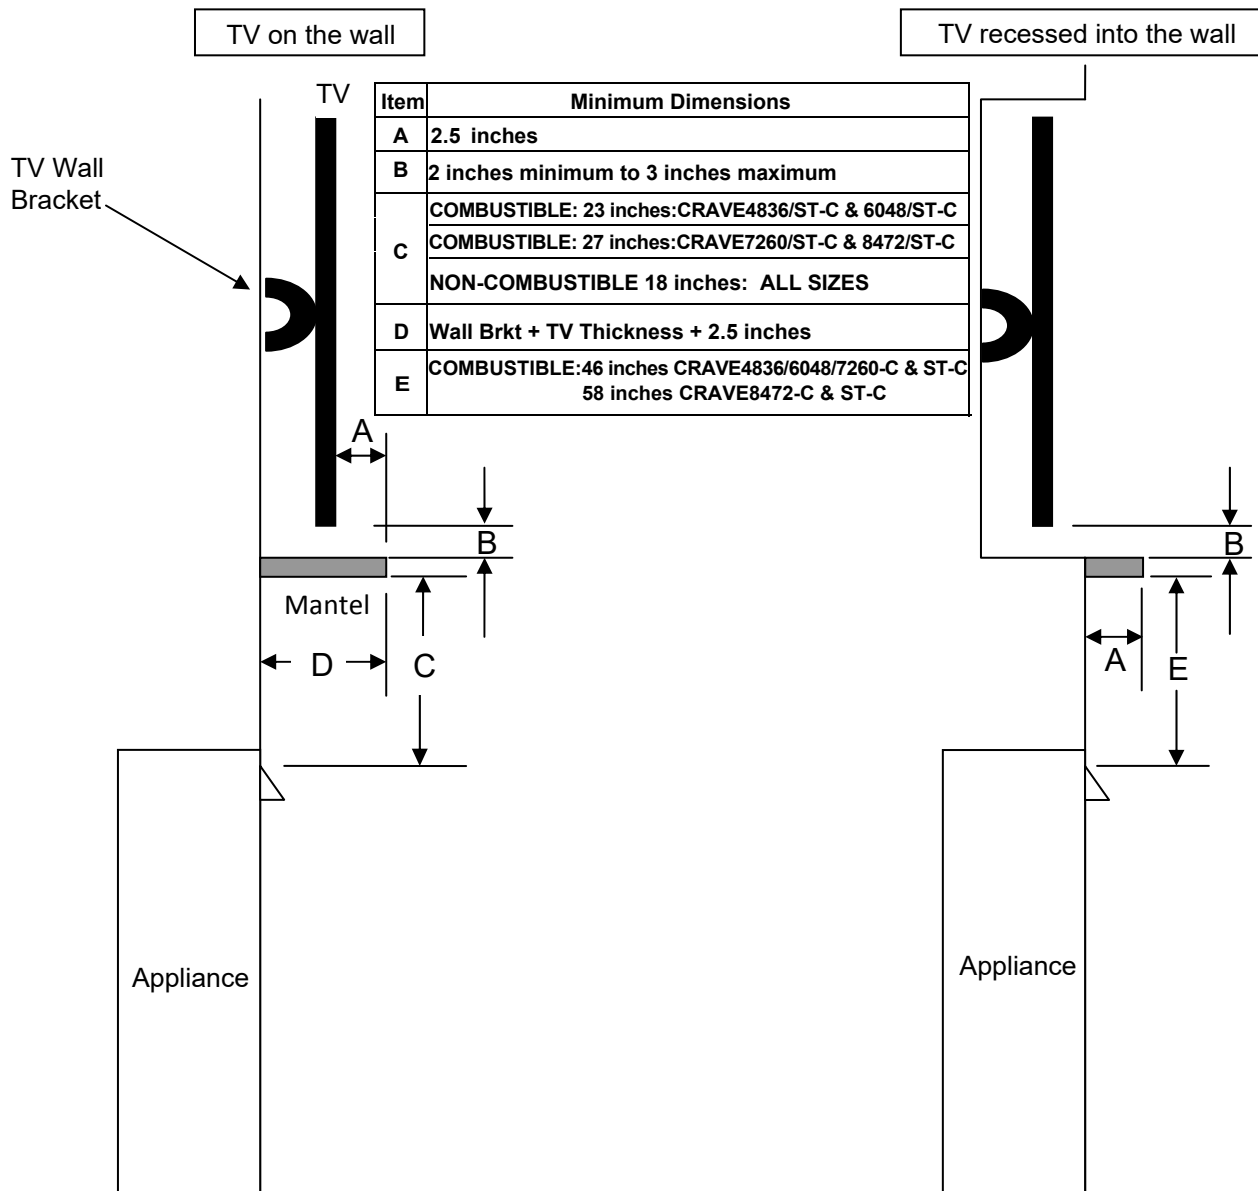 TV on the wall
TV recessed into the wall
TV
TV Wall
Bracket
Item Minimum Dimensions
A 2.5 inches
B 2 inches minimum to 3 inches maximum
C
COMBUSTIBLE: 23 inches:CRAVE4836/ST-C & 6048/ST-C
COMBUSTIBLE: 27 inches:CRAVE7260/ST-C & 8472/ST-C
NON-COMBUSTIBLE 18 inches: ALL SIZES
D Wall Brkt + TV Thickness + 2.5 inches
E
COMBUSTIBLE:46 inches CRAVE4836/6048/7260-C & ST-C
58 inches CRAVE8472-C & ST-C
A
B
Mantel
D
C
B
A
E
Appliance
Appliance